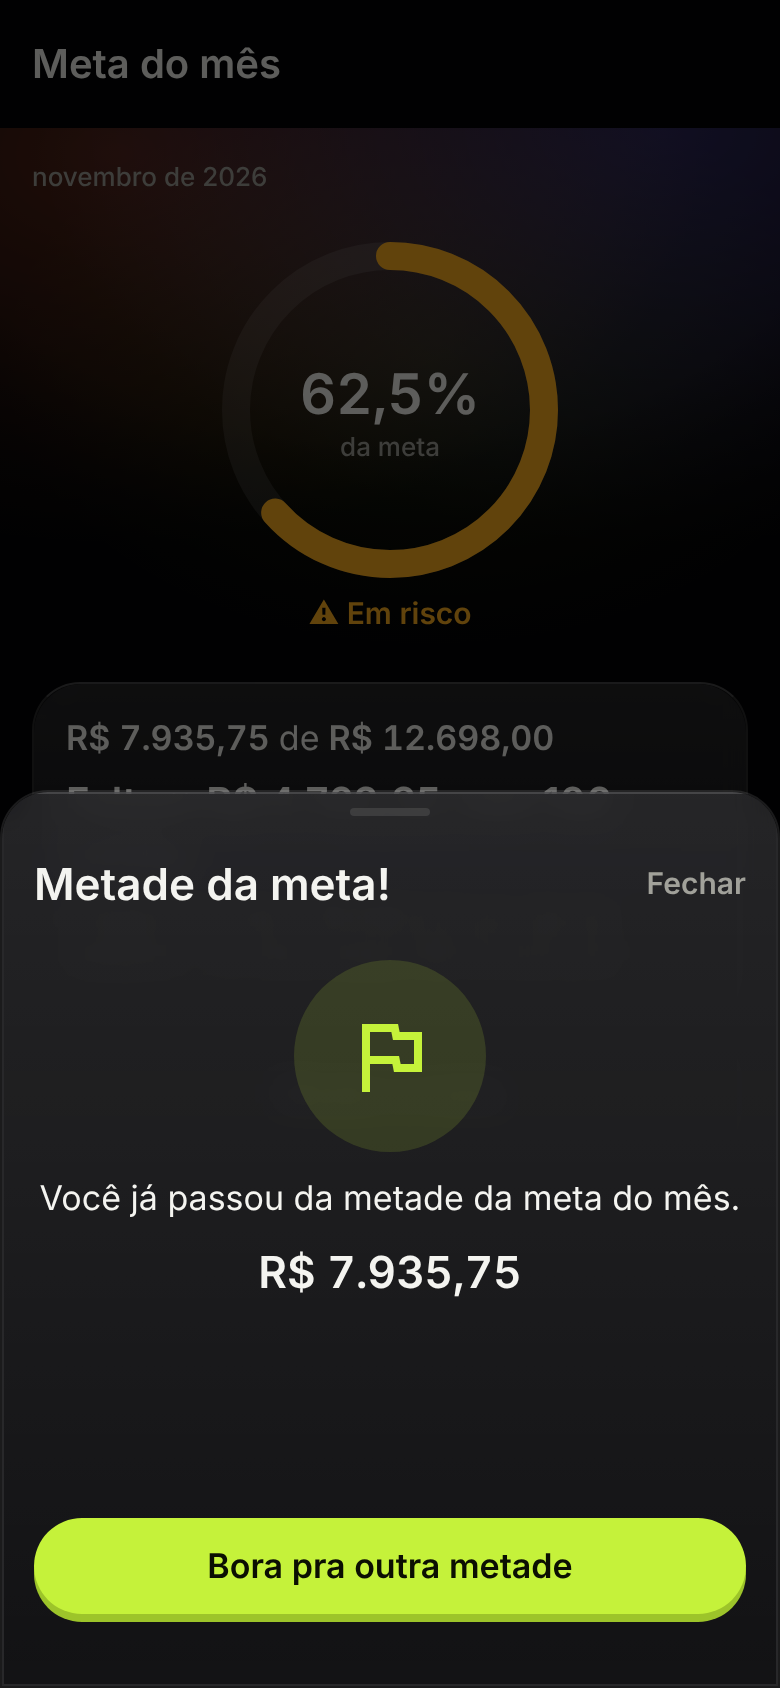 Meta do mês
novembro de 2026
62,5%
da meta
Em risco
R$ 7.935,75 de R$ 12.698,00
Metade da meta!
Fechar
Você já passou da metade da meta do mês.
R$ 7.935,75
Bora pra outra metade